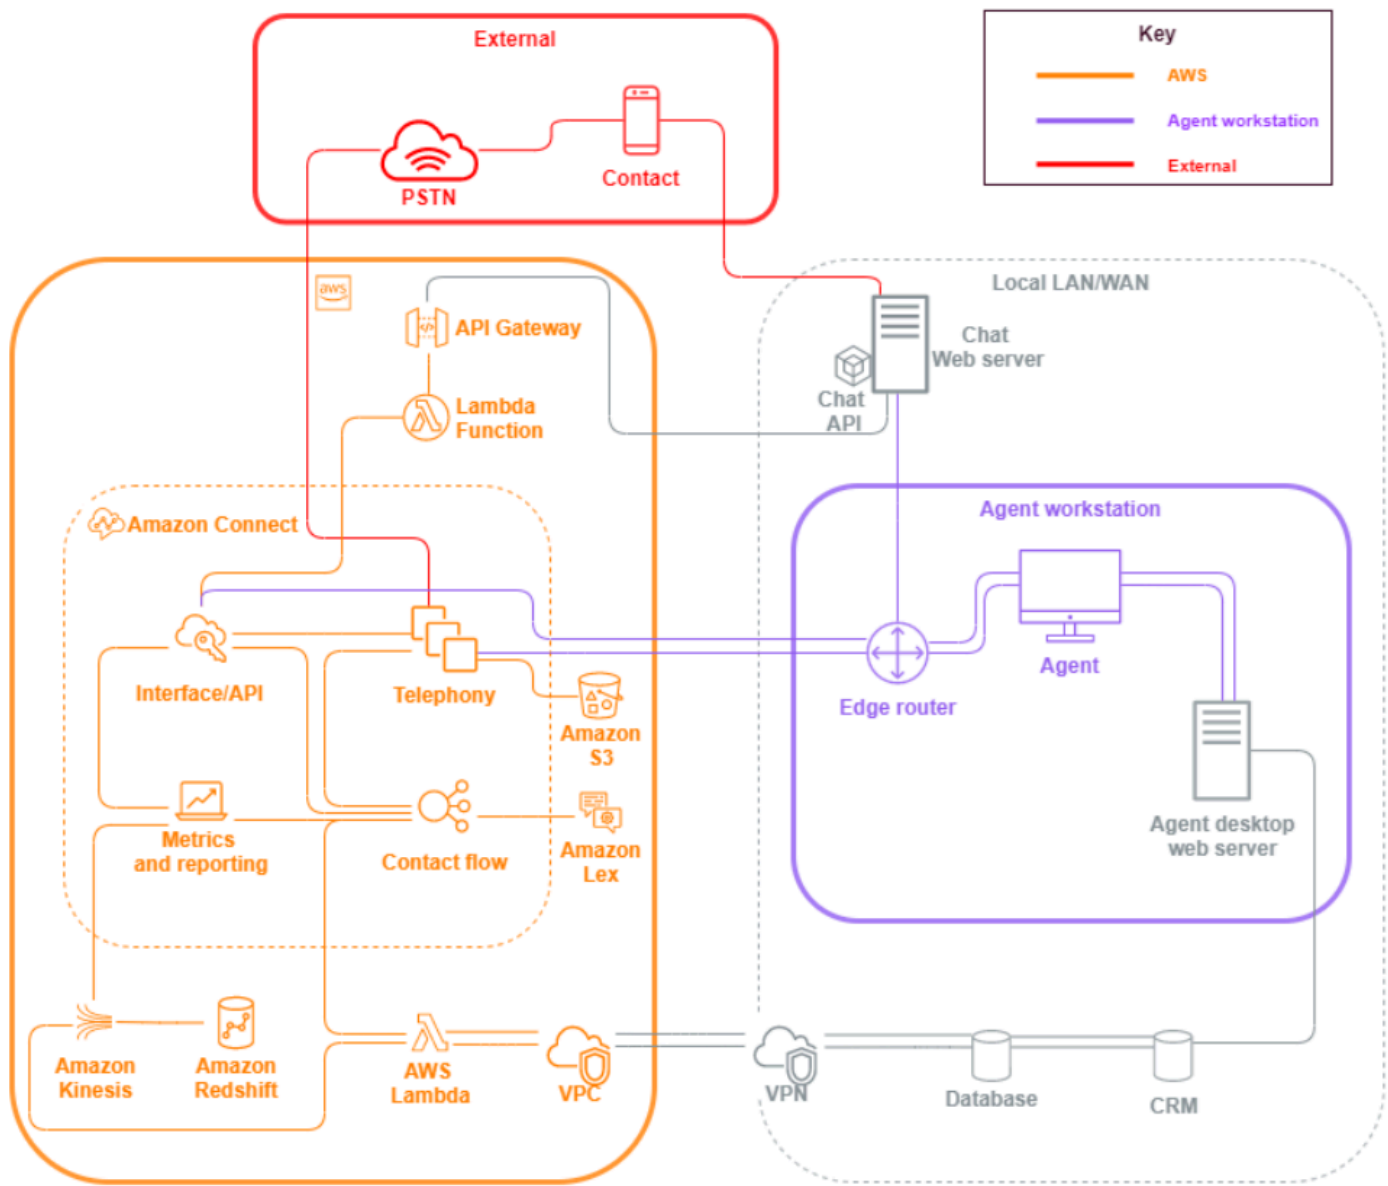 External
PSTN
Contact
Key
AWS
Agent workstation
External
aws
API Gateway
Lambda
Function
Amazon Connect
Interface/API
Telephony
Amazon
S3
Metrics
and reporting
Contact flow
Amazon
Lex
Amazon
Kinesis
Amazon
Redshift
AWS
Lambda
VPC
Local LAN/WAN
Chat
Web server
Chat
API
Agent workstation
Edge router
Agent
Agent desktop
web server
VPN
Database
CRM